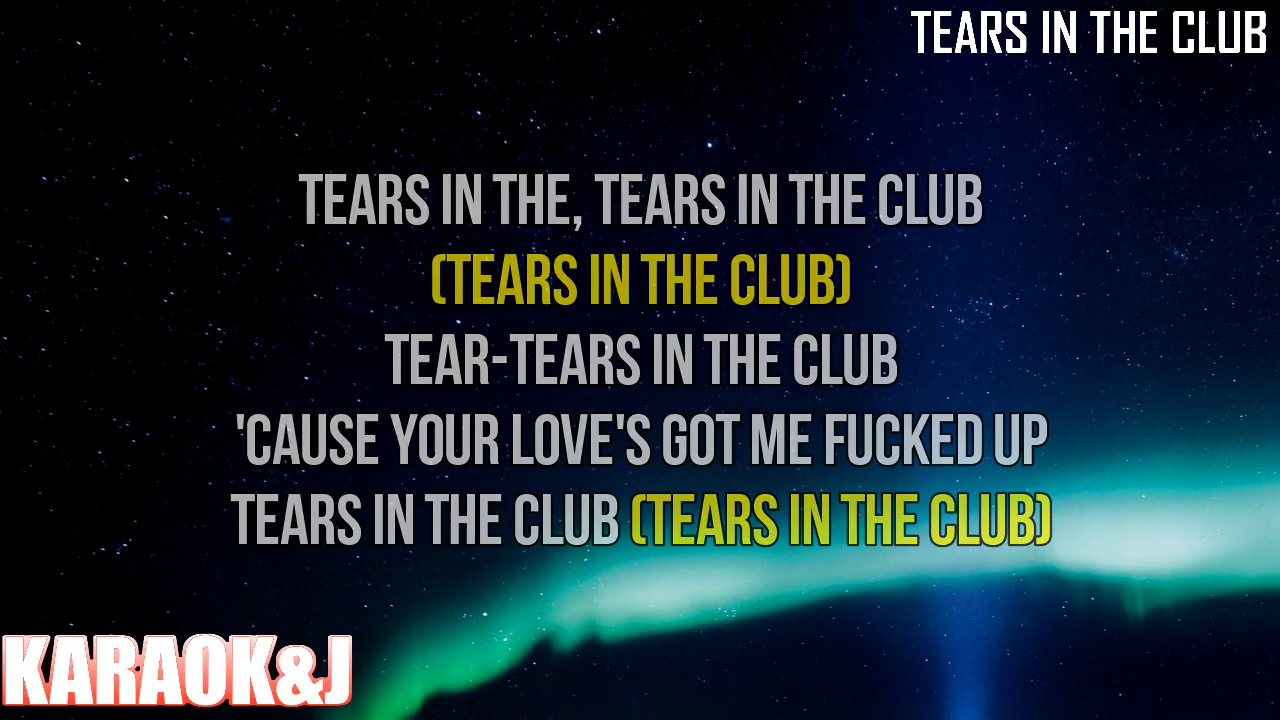 TEARS IN THE CLUB
TEARS IN THE, TEARS IN THE CLUB
(TEARS IN THE CLUB)
TEAR-TEARS IN THE CLUB
'CAUSE YOUR LOVE'S GOT ME FUCKED UP
TEARS IN THE CLUB (TEARS IN THE CLUB)
KARAOK&J